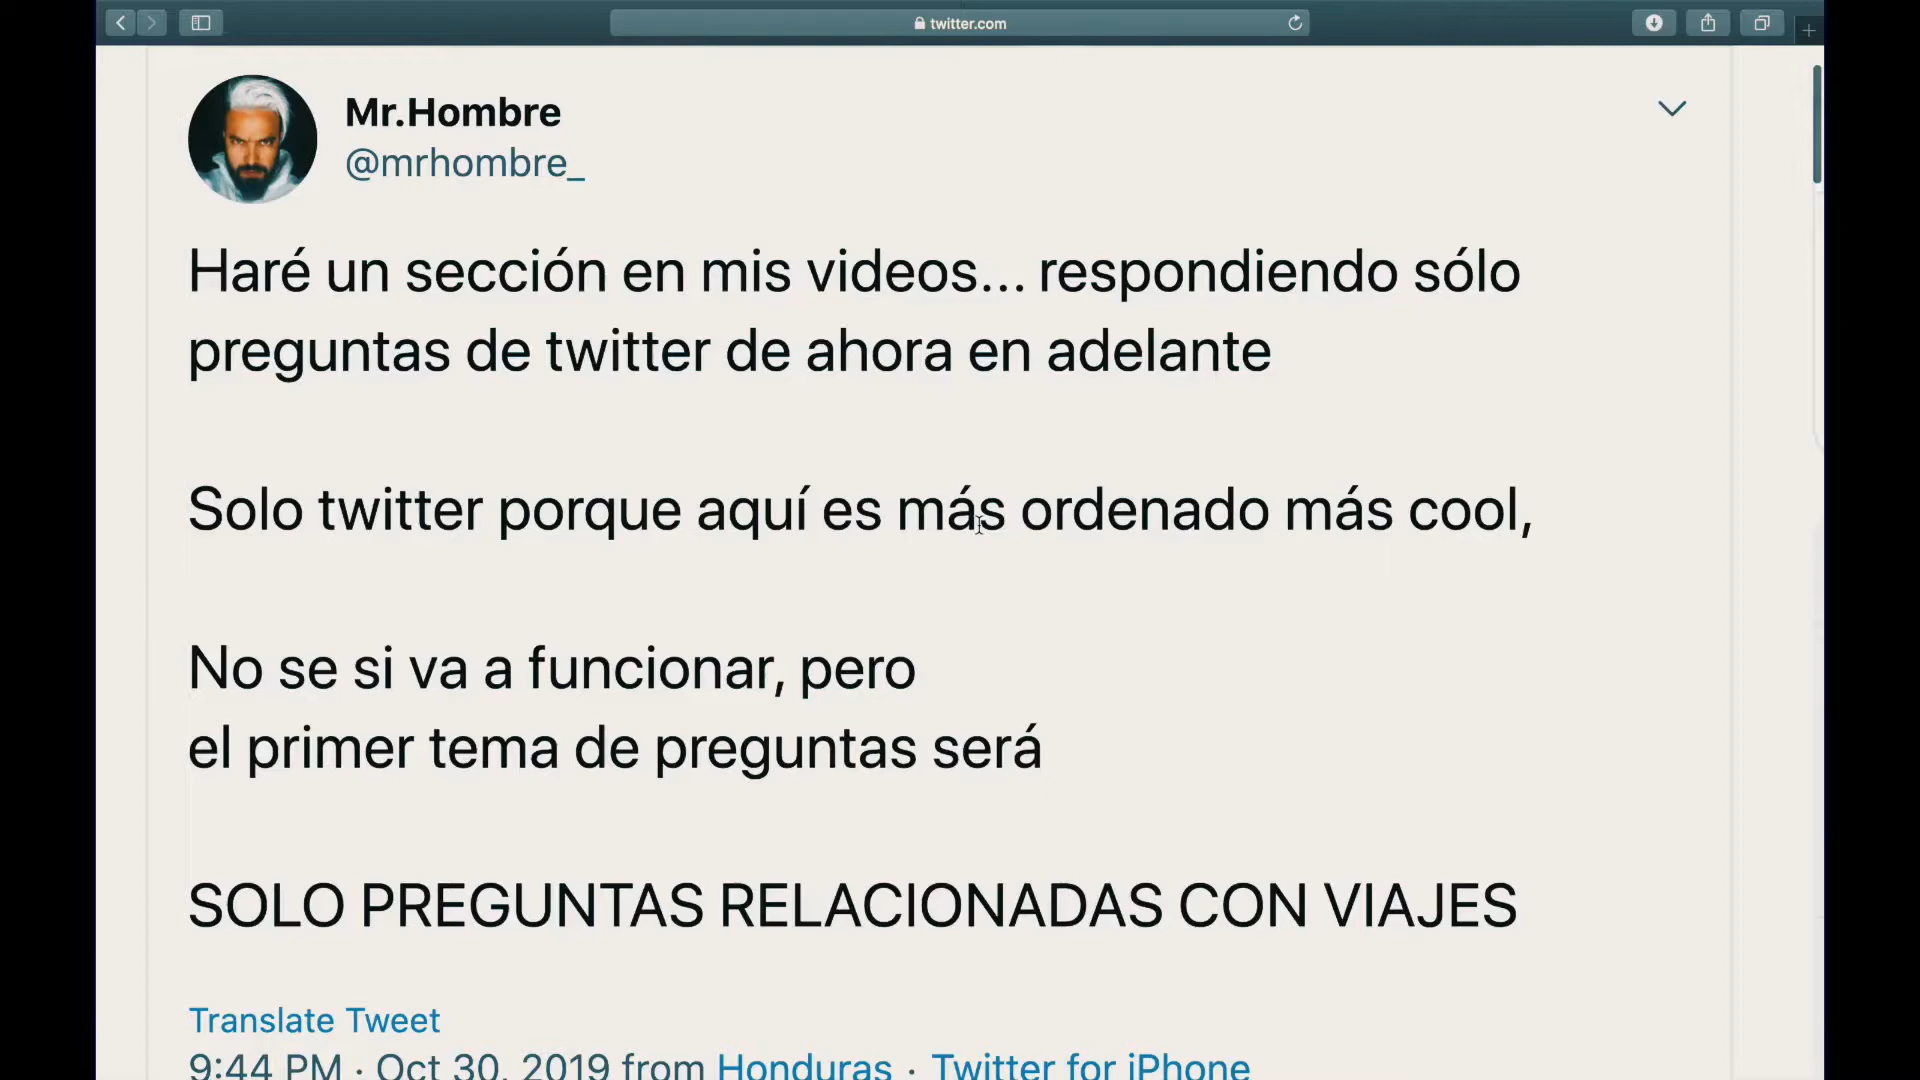 twitter.com
Mr.Hombre
@mrhombre_
Haré un sección en mis videos... respondiendo sólo
preguntas de twitter de ahora en adelante
Solo twitter porque aquí es más ordenado más cool,
No se si va a funcionar, pero
el primer tema de preguntas será
SOLO PREGUNTAS RELACIONADAS CON VIAJES
Translate Tweet
9:44 PM · Oct 30, 2019 from Honduras · Twitter for iPhone